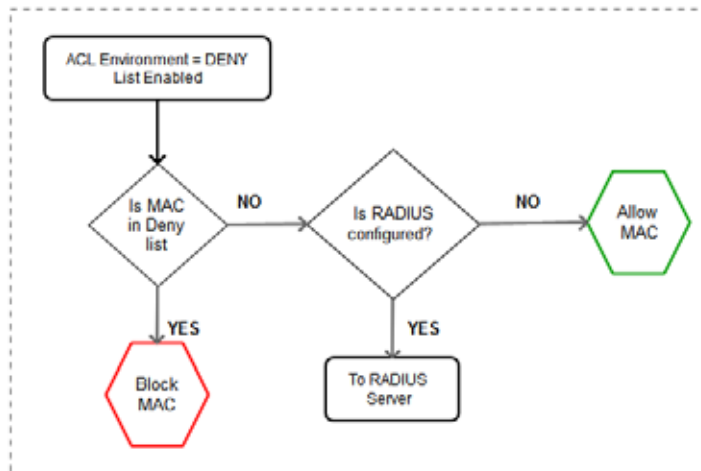 ACL Environment = DENY
List Enabled
Is MAC
in Deny
list
NO
Is RADIUS
configured?
NO
Allow
MAC
YES
Block
MAC
YES
To RADIUS
Server